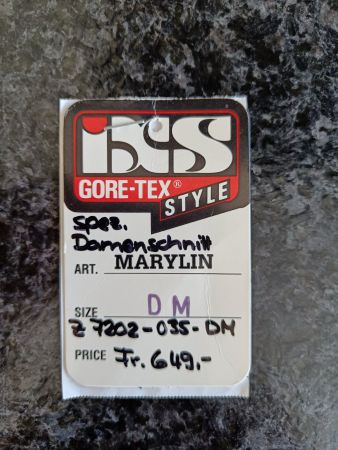 ixs
GORE-TEX®
STYLE
spez.
Damenschnitt
ART. MARYLIN
SIZE DM
Z 7202-035-DM
PRICE Fr. 649,-